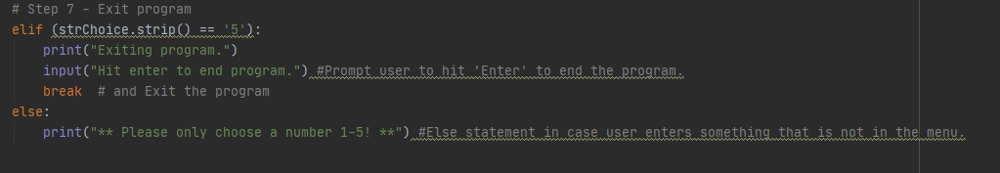 # Step 7 - Exit program
elif (strChoice.strip() == '5'):
    print("Exiting program.")
    input("Hit enter to end program.") #Prompt user to hit 'Enter' to end the program.
    break  # and Exit the program
else:
    print("** Please only choose a number 1-5! **") #Else statement in case user enters something that is not in the menu.